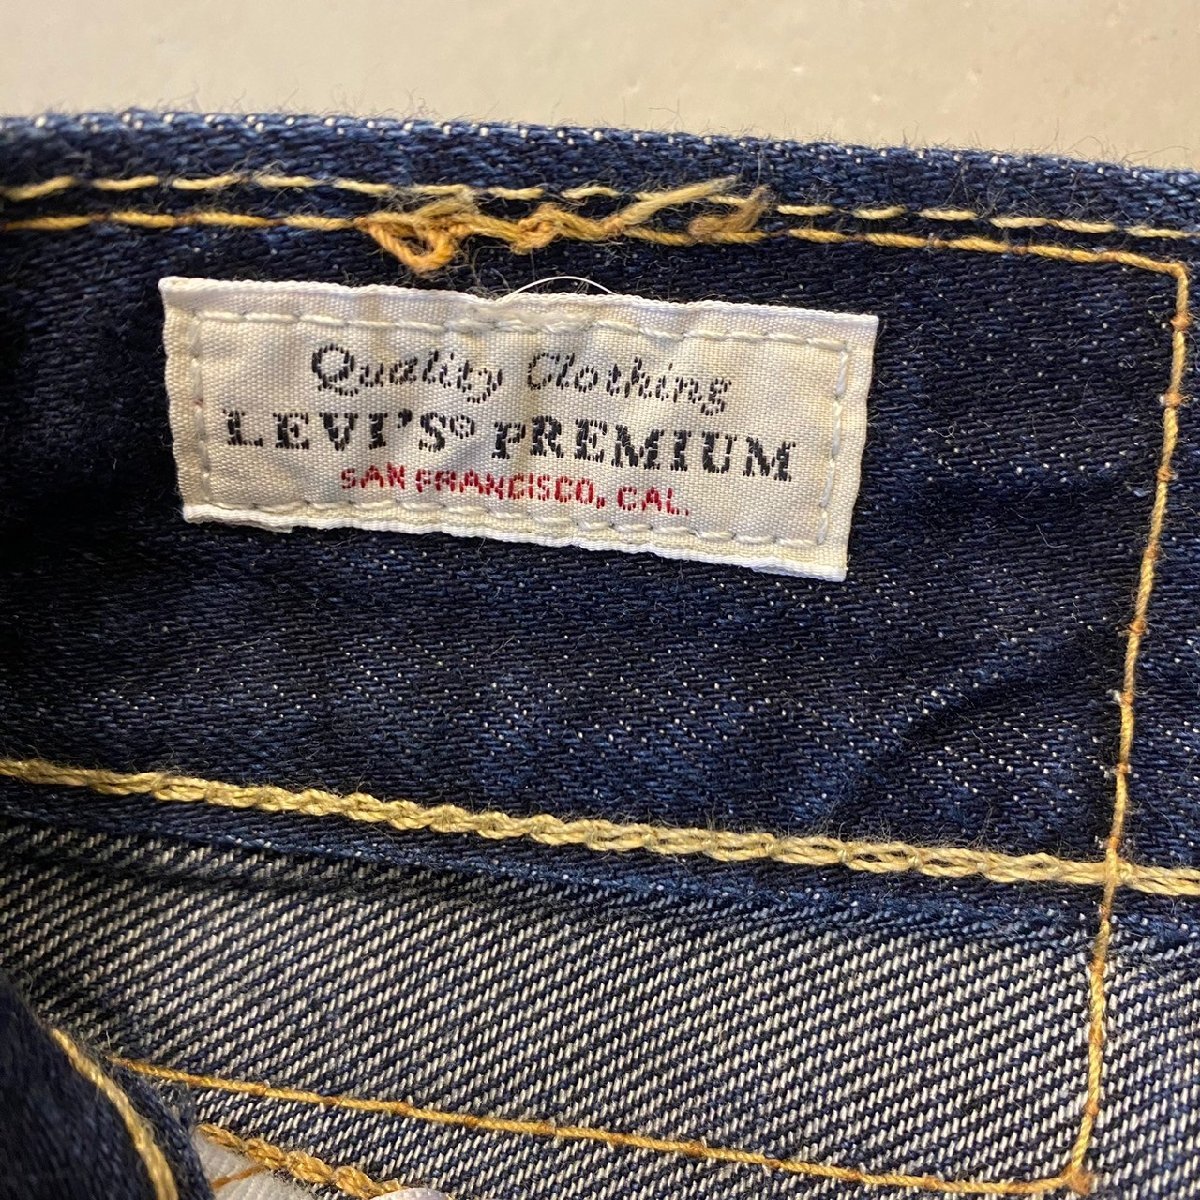 Quality Clothing
LEVI'S® PREMIUM
SAN FRANCISCO, CAL.